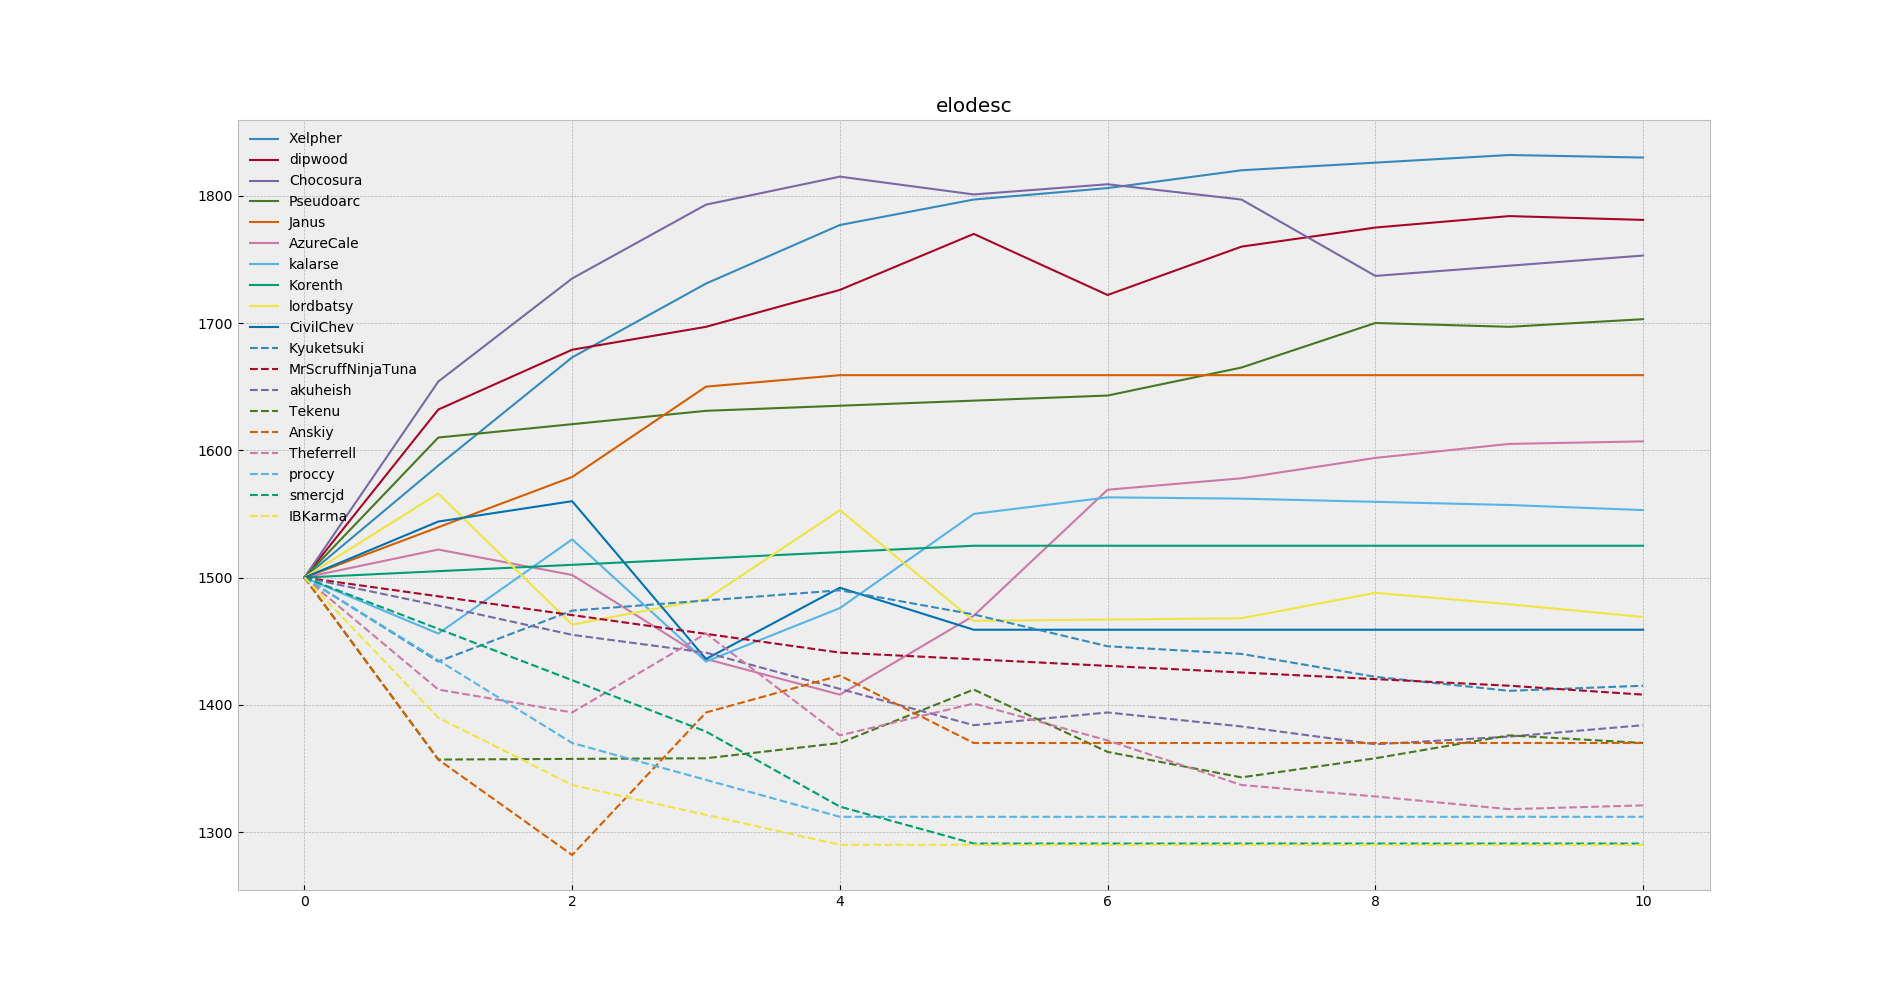 elodesc
Xelpher
dipwood
Chocosura
Pseudoarc
Janus
AzureCale
kalarse
Korenth
lordbatsy
CivilChev
Kyuketsuki
MrScruffNinjaTuna
akuheish
Tekenu
Anskiy
Theferrell
proccy
smercjd
IBKarma
1800
1700
1600
1500
1400
1300
0 2 4 6 8 10